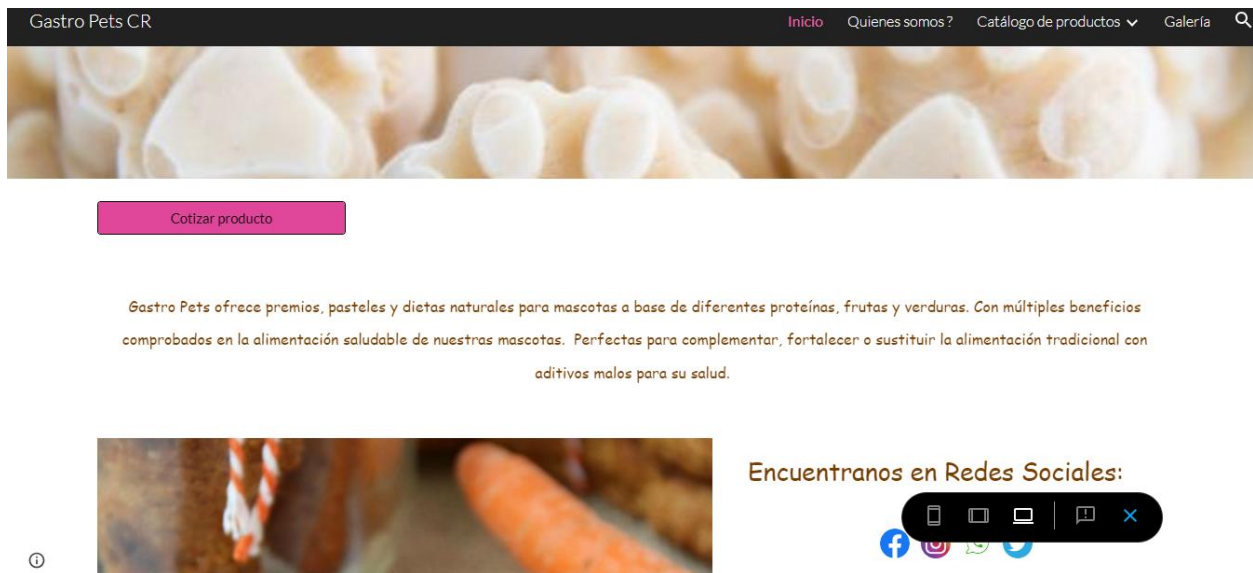 Gastro Pets CR
Inicio Quienes somos ? Catálogo de productos Galería
Cotizar producto
Gastro Pets ofrece premios, pasteles y dietas naturales para mascotas a base de diferentes proteínas, frutas y verduras. Con múltiples beneficios
comprobados en la alimentación saludable de nuestras mascotas. Perfectas para complementar, fortalecer o sustituir la alimentación tradicional con
aditivos malos para su salud.
Encuentranos en Redes Sociales: